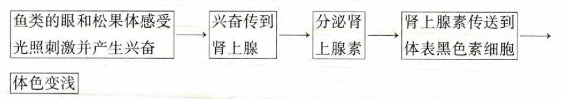 鱼类的眼和松果体感受
光照刺激并产生兴奋
兴奋传到
肾上腺
分泌肾
上腺素
肾上腺素传送到
体表黑色素细胞
体色变浅